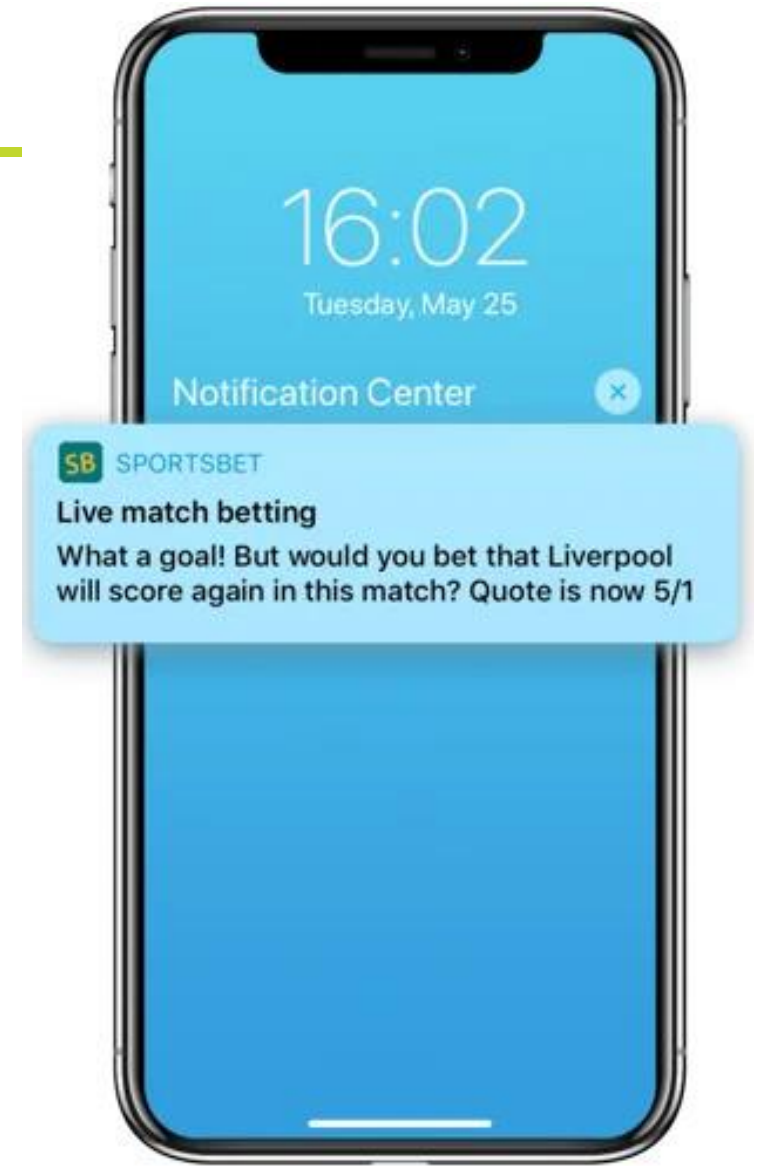 16:02
Tuesday, May 25
Notification Center
SB SPORTSBET
Live match betting
What a goal! But would you bet that Liverpool
will score again in this match? Quote is now 5/1